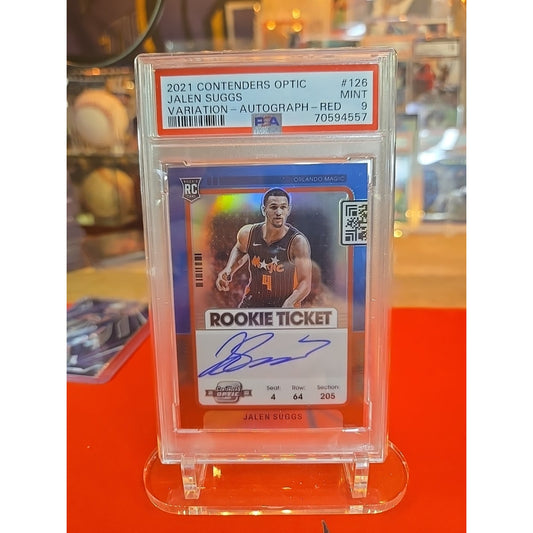 2021 CONTENDERS OPTIC #126
JALEN SUGGS MINT
VARIATION-AUTOGRAPH-RED 9
PSA 70594557
RC
ORLANDO MAGIC
MAGIC
4
ROOKIE TICKET
Seat: Row: Section:
4 64 205
OPTIC
JALEN SUGGS